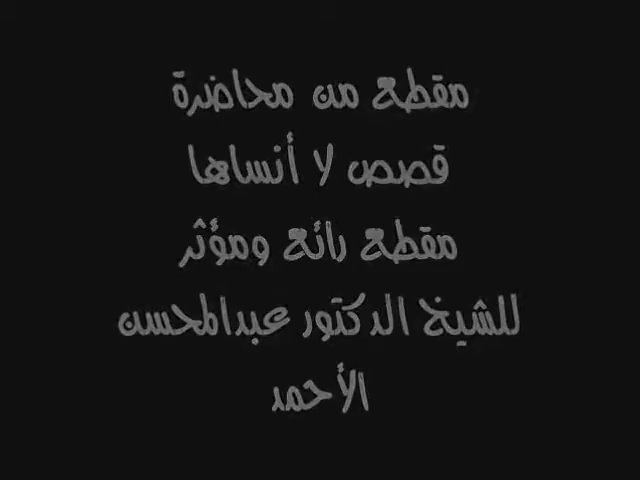 مقطع من محاضرة
قصص لا أنساها
مقطع رائع ومؤثر
للشيخ الدكتور عبدالمحسن
الأحمد